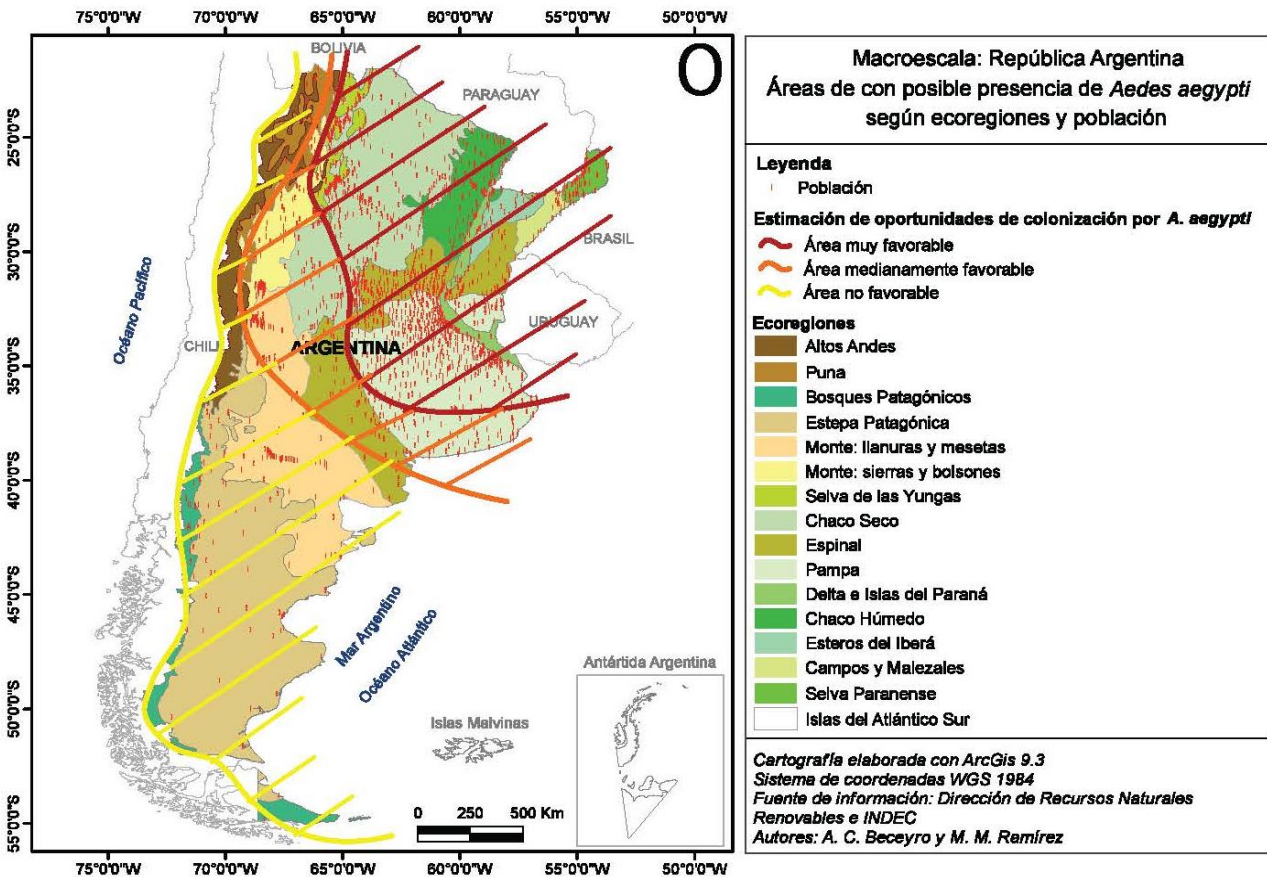 75°0'0"W 70°0'0"W 65°0'0"W 60°0'0"W 55°0'0"W 50°0'0"W
BOLIVIA
O
PARAGUAY
25°0'0"S
BRASIL
30°0'0"S
Océano Pacífico
URUGUAY
CHILI
ARGENTINA
35°0'0"S
40°0'0"S
45°0'0"S
Mar Argentino
Océano Atlántico
Antártida Argentina
50°0'0"S
Islas Malvinas
0 250 500 Km
55°0'0"S
75°0'0"W 70°0'0"W 65°0'0"W 60°0'0"W 55°0'0"W 50°0'0"W
Macroescala: República Argentina
Áreas de con posible presencia de Aedes aegypti
según ecoregiones y población
Leyenda
Población
Estimación de oportunidades de colonización por A. aegypti
Área muy favorable
Área medianamente favorable
Área no favorable
Ecoregiones
Altos Andes
Puna
Bosques Patagónicos
Estepa Patagónica
Monte: llanuras y mesetas
Monte: sierras y bolsones
Selva de las Yungas
Chaco Seco
Espinal
Pampa
Delta e Islas del Paraná
Chaco Húmedo
Esteros del Iberá
Campos y Malezales
Selva Paranense
Islas del Atlántico Sur
Cartografía elaborada con ArcGis 9.3
Sistema de coordenadas WGS 1984
Fuente de información: Dirección de Recursos Naturales
Renovables e INDEC
Autores: A. C. Beceyro y M. M. Ramírez